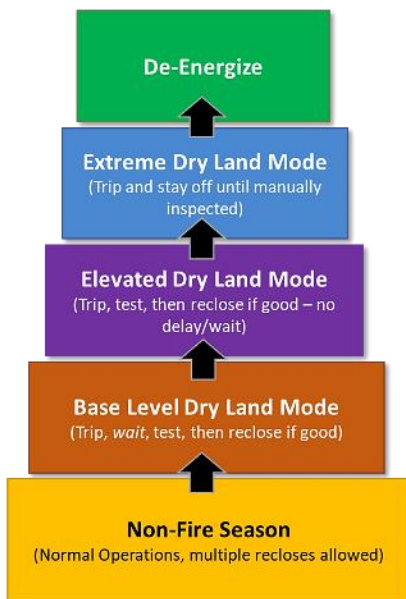 De-Energize
Extreme Dry Land Mode
(Trip and stay off until manually
inspected)
Elevated Dry Land Mode
(Trip, test, then reclose if good – no
delay/wait)
Base Level Dry Land Mode
(Trip, wait, test, then reclose if good)
Non-Fire Season
(Normal Operations, multiple recloses allowed)